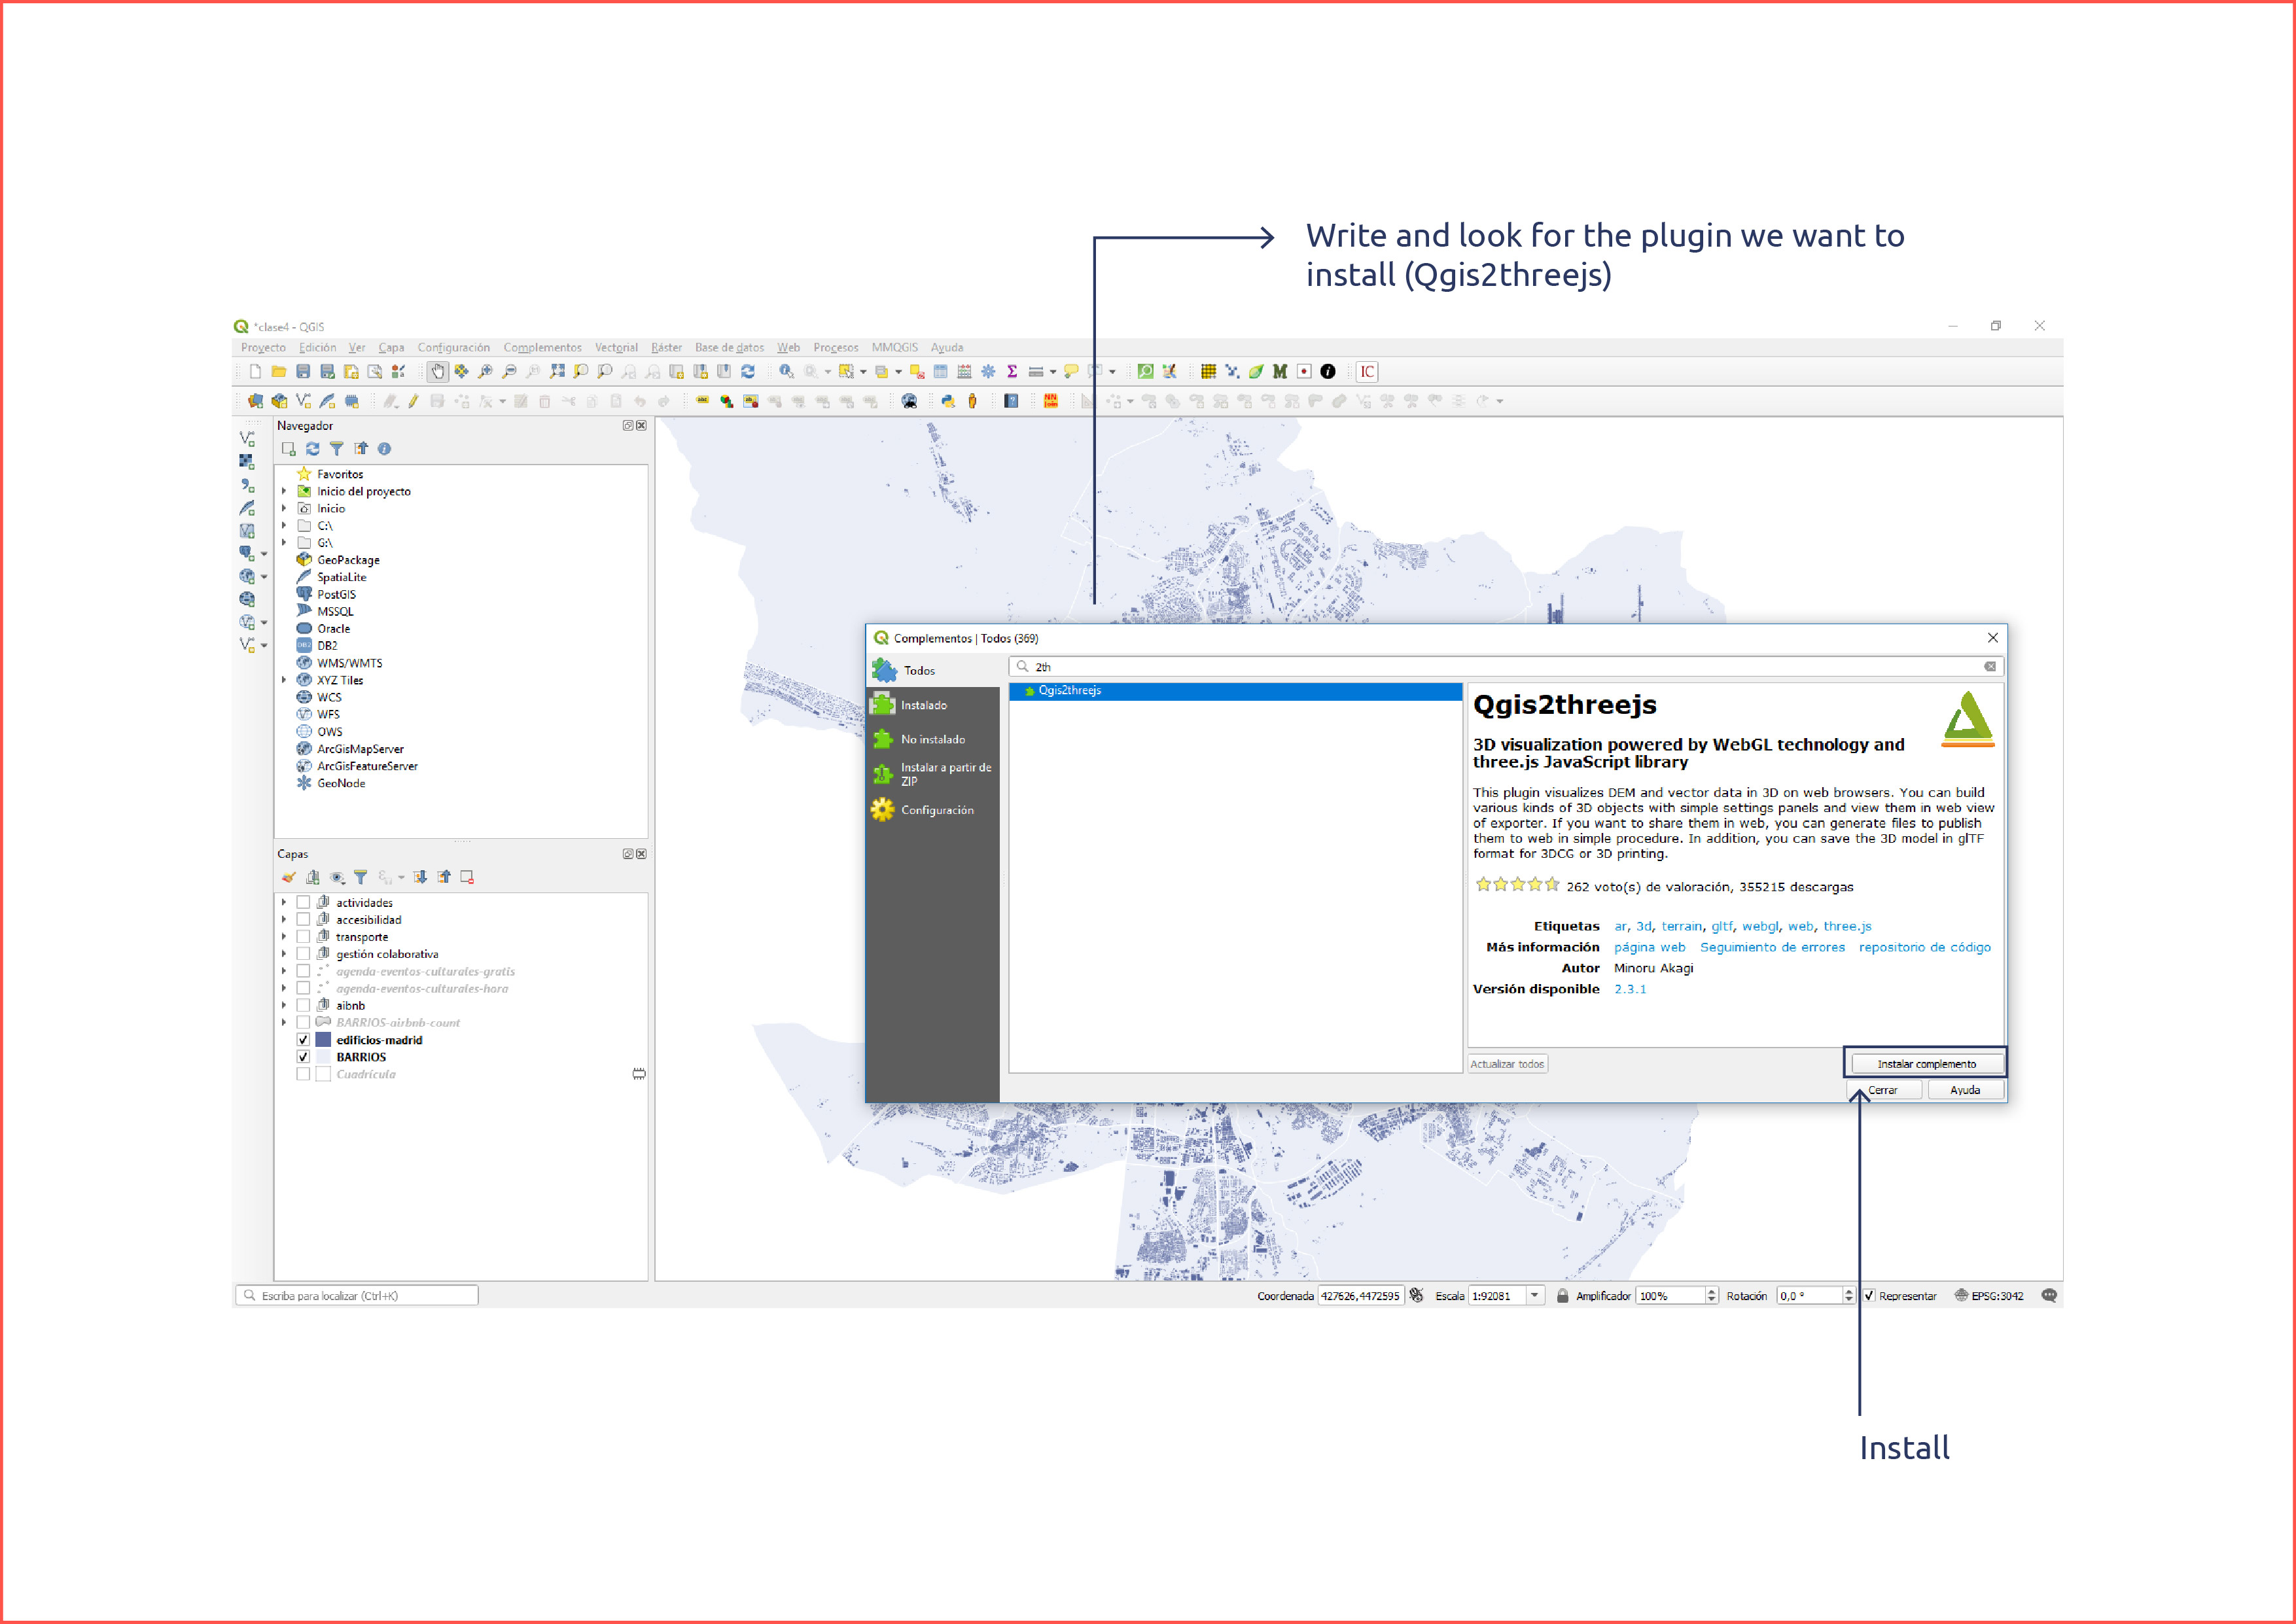 Write and look for the plugin we want to
install (Qgis2threejs)
*clase4 - QGIS
Proyecto Edición Ver Capa Configuración Complementos Vectorial Ráster Base de datos Web Procesos MMQGIS Ayuda
IC
Navegador
Favoritos
Inicio del proyecto
Inicio
C:\
G:\
GeoPackage
SpatiaLite
PostGIS
MSSQL
Oracle
DB2
WMS/WMTS
XYZ Tiles
WCS
WFS
OWS
ArcGisMapServer
ArcGisFeatureServer
GeoNode
Capas
actividades
accesibilidad
transporte
gestión colaborativa
agenda-eventos-culturales-gratis
agenda-eventos-culturales-hora
aibnb
BARRIOS-airbnb-count
edificios-madrid
BARRIOS
Cuadrícula
Complementos | Todos (369)
Todos
Instalado
No instalado
Instalar a partir de
ZIP
Configuración
2th
Qgis2threejs
Qgis2threejs
3D visualization powered by WebGL technology and
three.js JavaScript library
This plugin visualizes DEM and vector data in 3D on web browsers. You can build
various kinds of 3D objects with simple settings panels and view them in web view
of exporter. If you want to share them in web, you can generate files to publish
them to web in simple procedure. In addition, you can save the 3D model in glTF
format for 3DCG or 3D printing.
262 voto(s) de valoración, 355215 descargas
Etiquetas ar, 3d, terrain, gltf, webgl, web, three.js
Más información página web Seguimiento de errores repositorio de código
Autor Minoru Akagi
Versión disponible 2.3.1
Actualizar todos
Instalar complemento
Cerrar Ayuda
Escriba para localizar (Ctrl+K)
Coordenada 427626,4472595 Escala 1:92081 Amplificador 100% Rotación 0,0 ° Representar EPSG:3042
Install